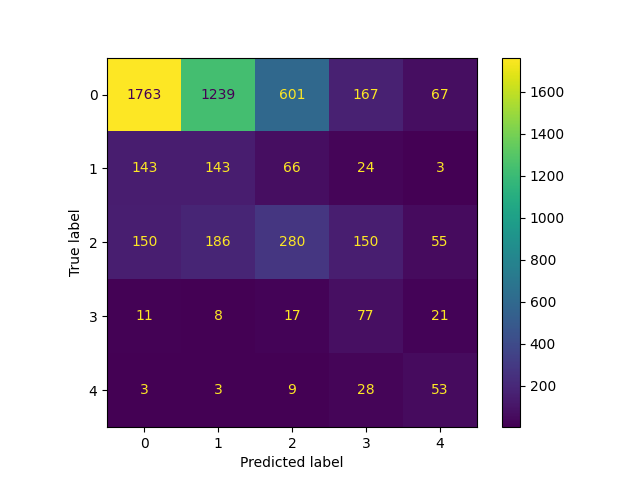 0 1763 1239 601 167 67
1 143 143 66 24 3
2 150 186 280 150 55
3 11 8 17 77 21
4 3 3 9 28 53
0 1 2 3 4
Predicted label
True label
1600
1400
1200
1000
800
600
400
200